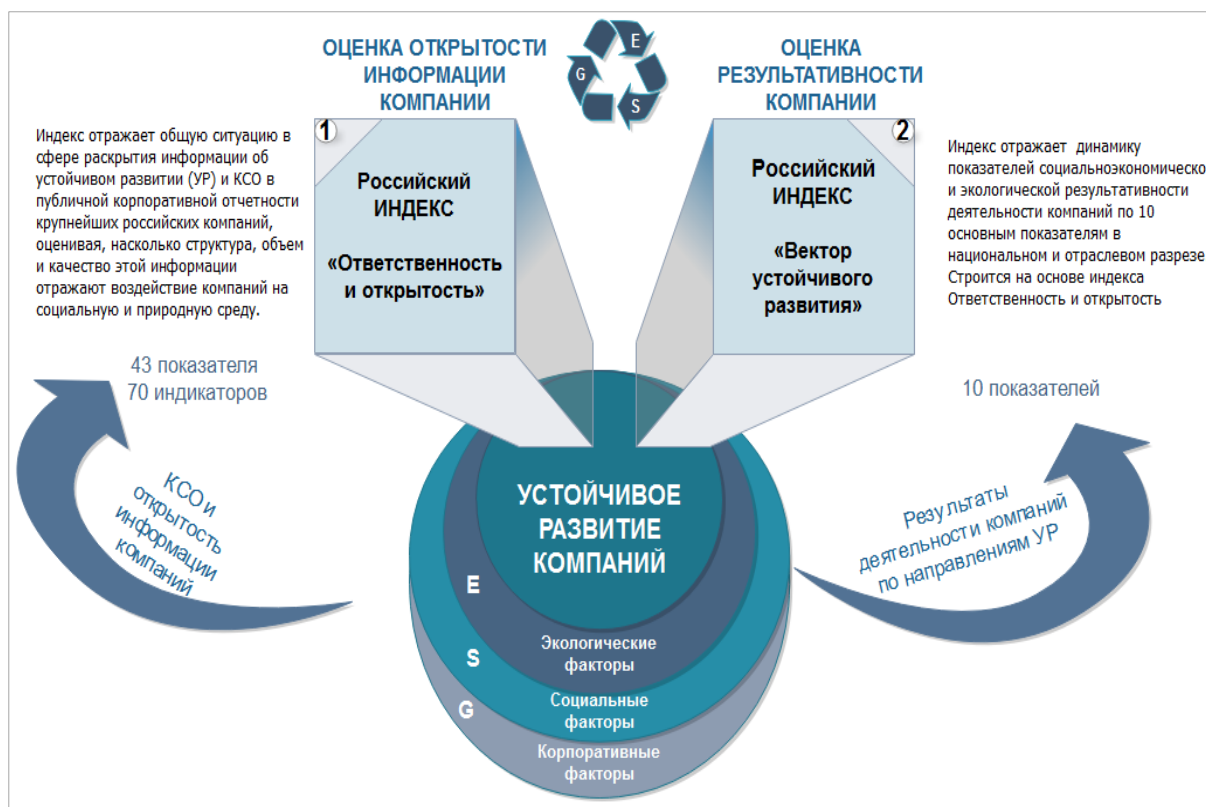 ОЦЕНКА ОТКРЫТОСТИ
ИНФОРМАЦИИ
КОМПАНИИ
E
G
S
ОЦЕНКА
РЕЗУЛЬТАТИВНОСТИ
КОМПАНИИ
Индекс отражает общую ситуацию в
сфере раскрытия информации об
устойчивом развитии (УР) и КСО в
публичной корпоративной отчетности
крупнейших российских компаний,
оценивая, насколько структура, объем
и качество этой информации
отражают воздействие компаний на
социальную и природную среду.
43 показателя
70 индикаторов
1
Российский
ИНДЕКС
«Ответственность
и открытость»
2
Российский
ИНДЕКС
«Вектор
устойчивого
развития»
Индекс отражает динамику
показателей социальноэкономическо
и экологической результативности
деятельности компаний по 10
основным показателям в
национальном и отраслевом разрезе
Строится на основе индекса
Ответственность и открытость
10 показателей
КСО и
открытость
информации
компаний
УСТОЙЧИВОЕ
РАЗВИТИЕ
КОМПАНИЙ
Результаты
деятельности компаний
по направлениям УР
E
Экологические
факторы
S
Социальные
факторы
G
Корпоративные
факторы